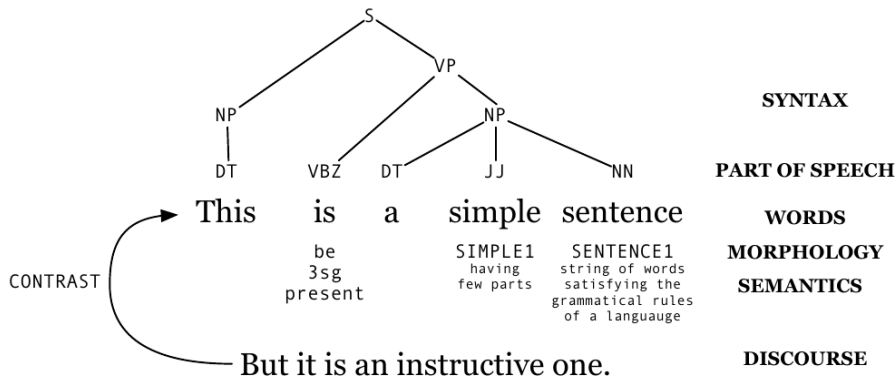 S
VP
SYNTAX
NP NP
DT VBZ DT JJ NN PART OF SPEECH
This is a simple sentence WORDS
be SIMPLE1 SENTENCE1 MORPHOLOGY
3sg having string of words
present few parts satisfying the SEMANTICS
CONTRAST grammatical rules
of a languauge
But it is an instructive one. DISCOURSE